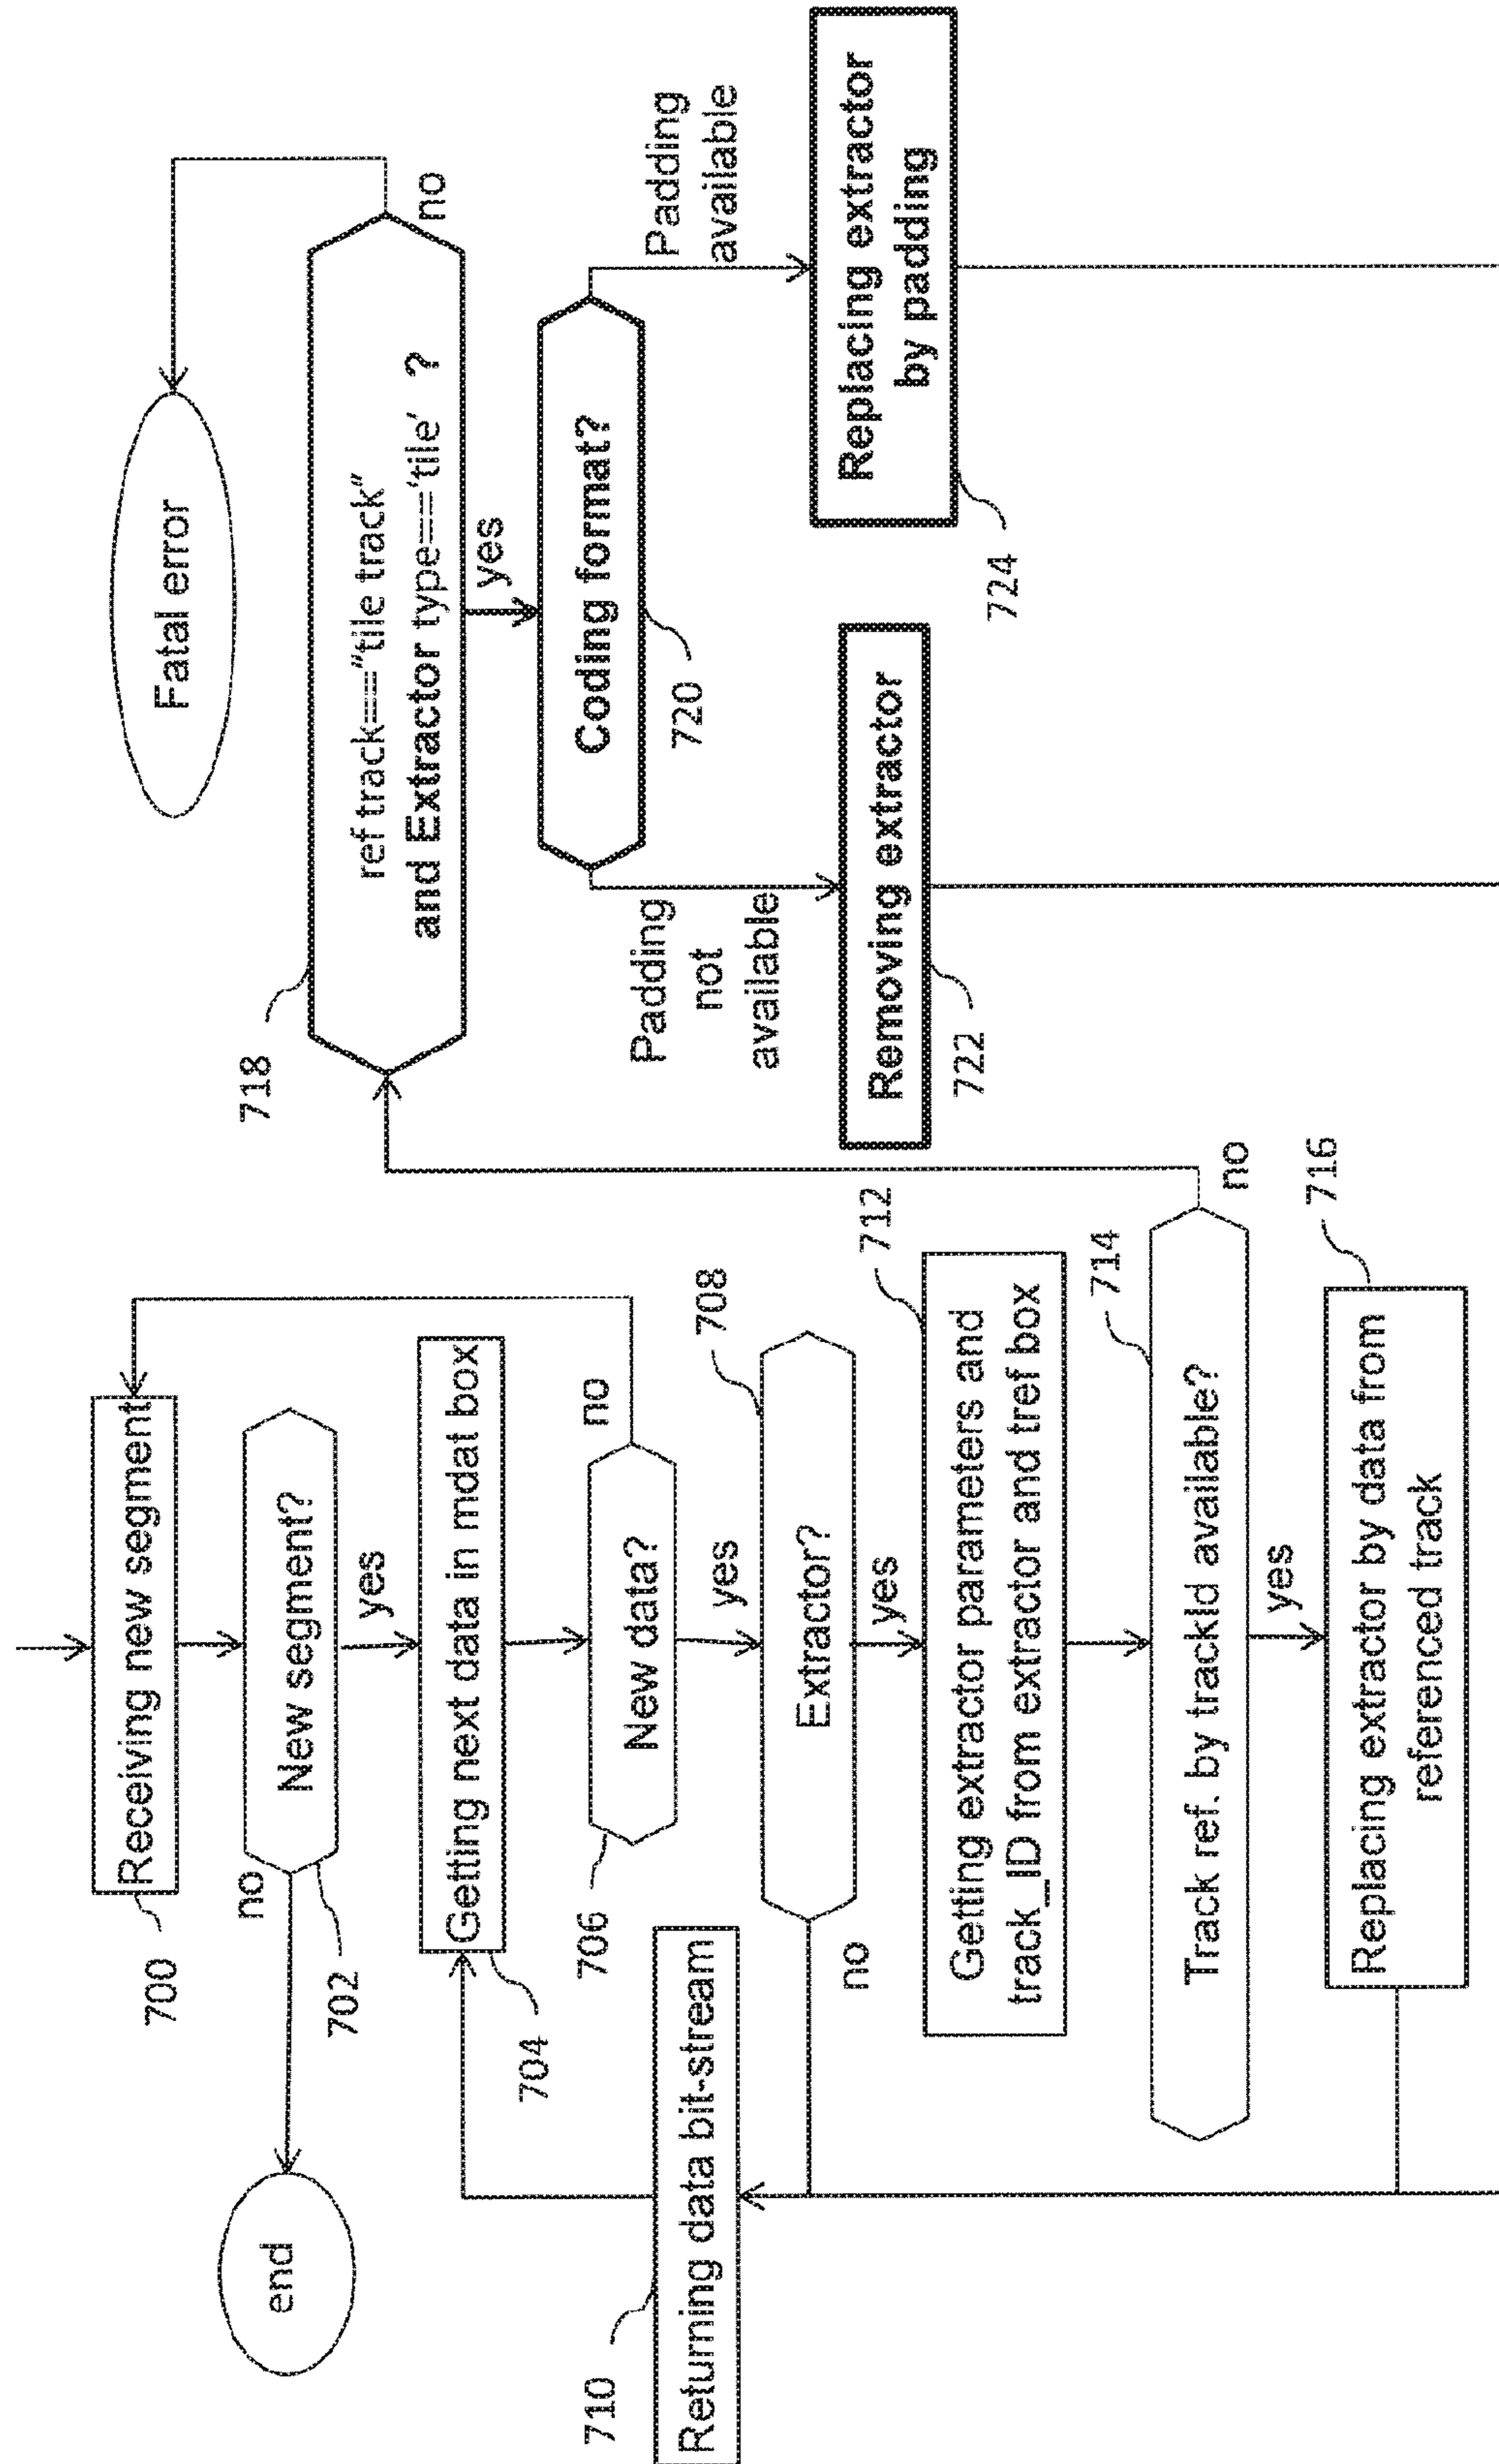 Receiving new segment
700
New segment?
702
no
end
yes
Getting next data in mdat box
704
New data?
706
no
yes
Extractor?
708
no
Returning data bit-stream
710
yes
Getting extractor parameters and
track_ID from extractor and tref box
712
Track ref. by trackId available?
714
no
yes
Replacing extractor by data from
referenced track
716
Fatal error
718
ref track=="tile track"
and Extractor type=='tile' ?
no
yes
Coding format?
720
Padding
not
available
Padding
available
Removing extractor
722
Replacing extractor
by padding
724